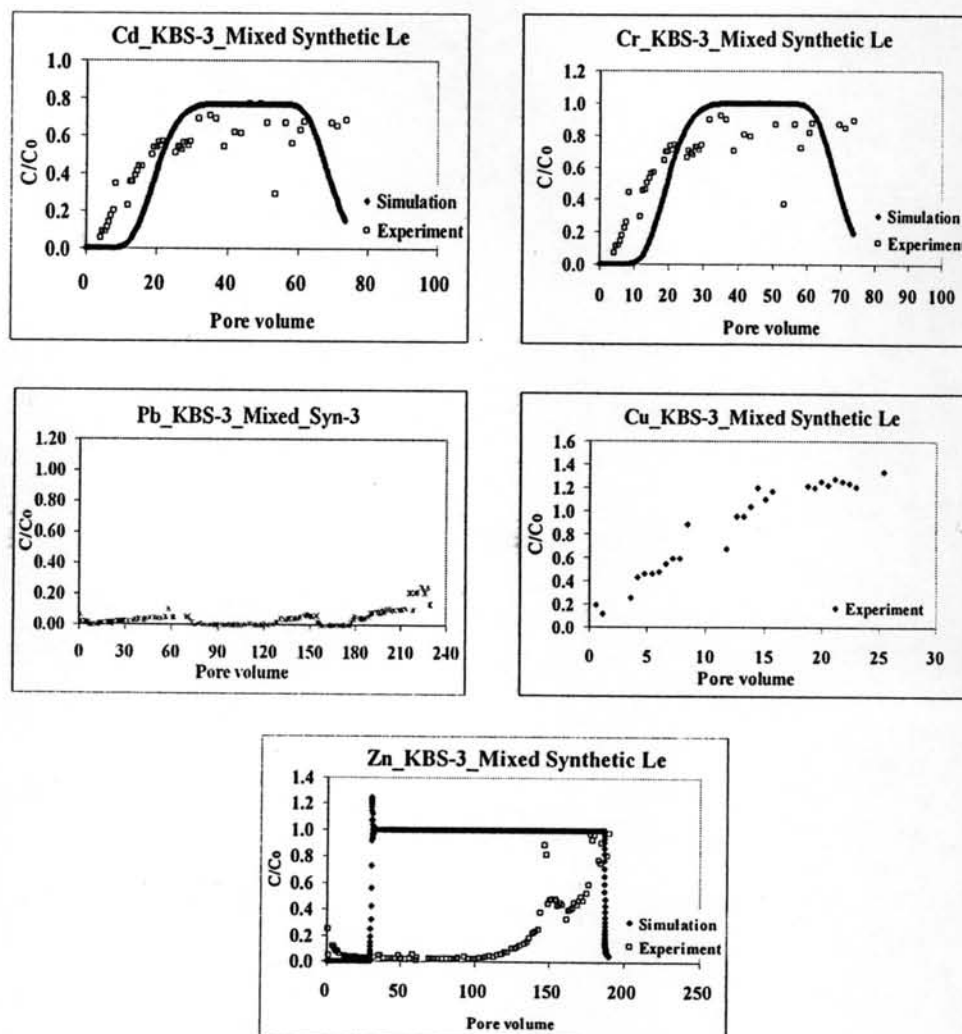 Cd_KBS-3_Mixed Synthetic Le
1.0
0.8
0.6
0.4
0.2
0.0
C/Co
Simulation
Experiment
0 20 40 60 80 100
Pore volume
Cr_KBS-3_Mixed Synthetic Le
1.2
1.0
0.8
0.6
0.4
0.2
0.0
C/Co
Simulation
Experiment
0 10 20 30 40 50 60 70 80 90 100
Pore volume
Pb_KBS-3_Mixed_Syn-3
1.20
1.00
0.80
0.60
0.40
0.20
0.00
C/Co
0 30 60 90 120 150 180 210 240
Pore volume
Cu_KBS-3_Mixed Synthetic Le
1.6
1.4
1.2
1.0
0.8
0.6
0.4
0.2
0.0
C/Co
Experiment
0 5 10 15 20 25 30
Pore volume
Zn_KBS-3_Mixed Synthetic Le
1.4
1.2
1.0
0.8
0.6
0.4
0.2
0.0
C/Co
Simulation
Experiment
0 50 100 150 200 250
Pore volume